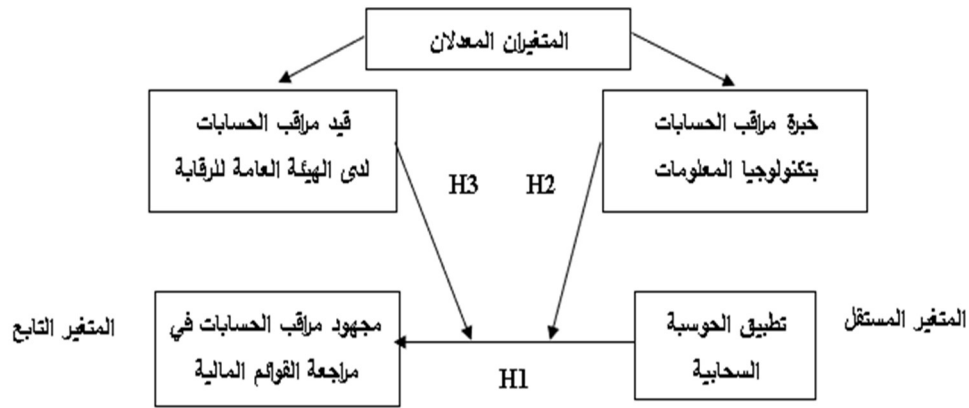 المتغيران المعدلان
خبرة مراقب الحسابات
بتكنولوجيا المعلومات
قيد مراقب الحسابات
لدى الهيئة العامة للرقابة
H2
H3
المتغير المستقل
تطبيق الحوسبة
السحابية
H1
مجهود مراقب الحسابات في
مراجعة القوائم المالية
المتغير التابع